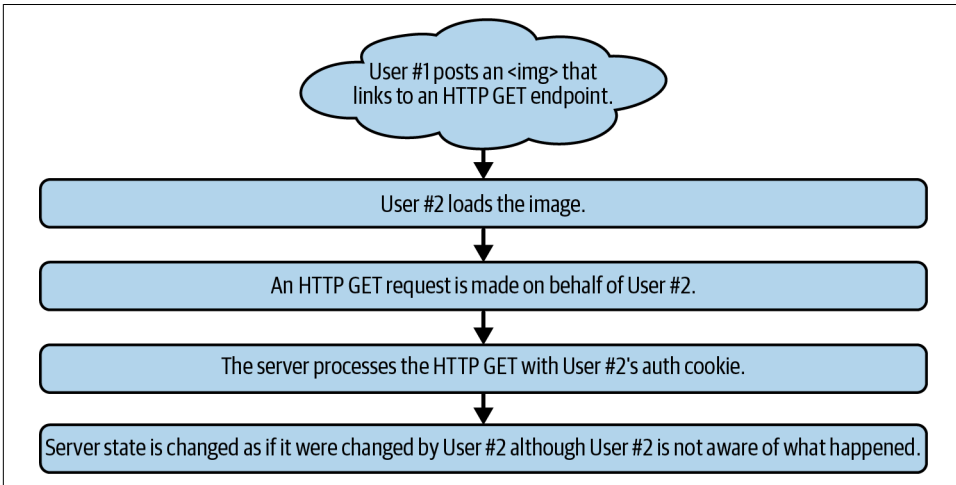 User #1 posts an <img> that
links to an HTTP GET endpoint.
User #2 loads the image.
An HTTP GET request is made on behalf of User #2.
The server processes the HTTP GET with User #2's auth cookie.
Server state is changed as if it were changed by User #2 although User #2 is not aware of what happened.